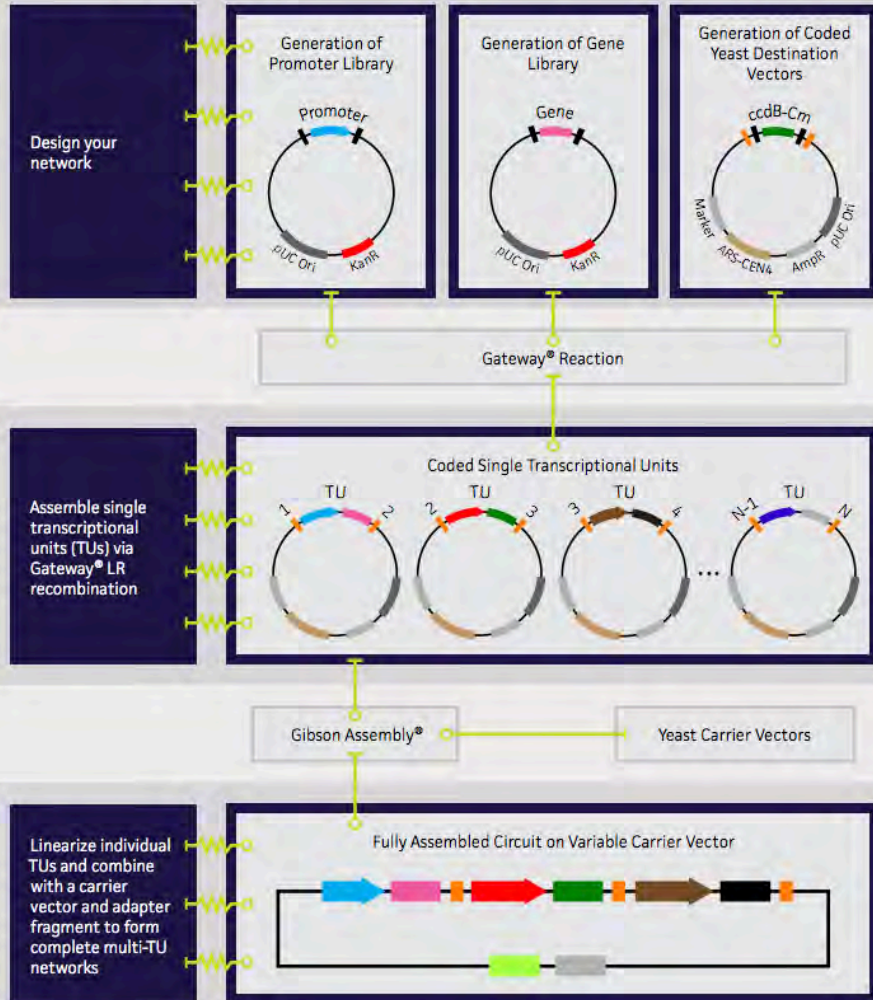 Design your
network
Generation of
Promoter Library
Promoter
pUC Ori
KanR
Generation of Gene
Library
Gene
pUC Ori
KanR
Generation of Coded
Yeast Destination
Vectors
ccdB-Cm
Marker
ARS-CEN4
AmpR
pUC Ori
Gateway® Reaction
Assemble single
transcriptional
units (TUs) via
Gateway® LR
recombination
Coded Single Transcriptional Units
1 TU 2
2 TU 3
3 TU 4
...
N-1 TU N
Gibson Assembly®
Yeast Carrier Vectors
Linearize individual
TUs and combine
with a carrier
vector and adapter
fragment to form
complete multi-TU
networks
Fully Assembled Circuit on Variable Carrier Vector